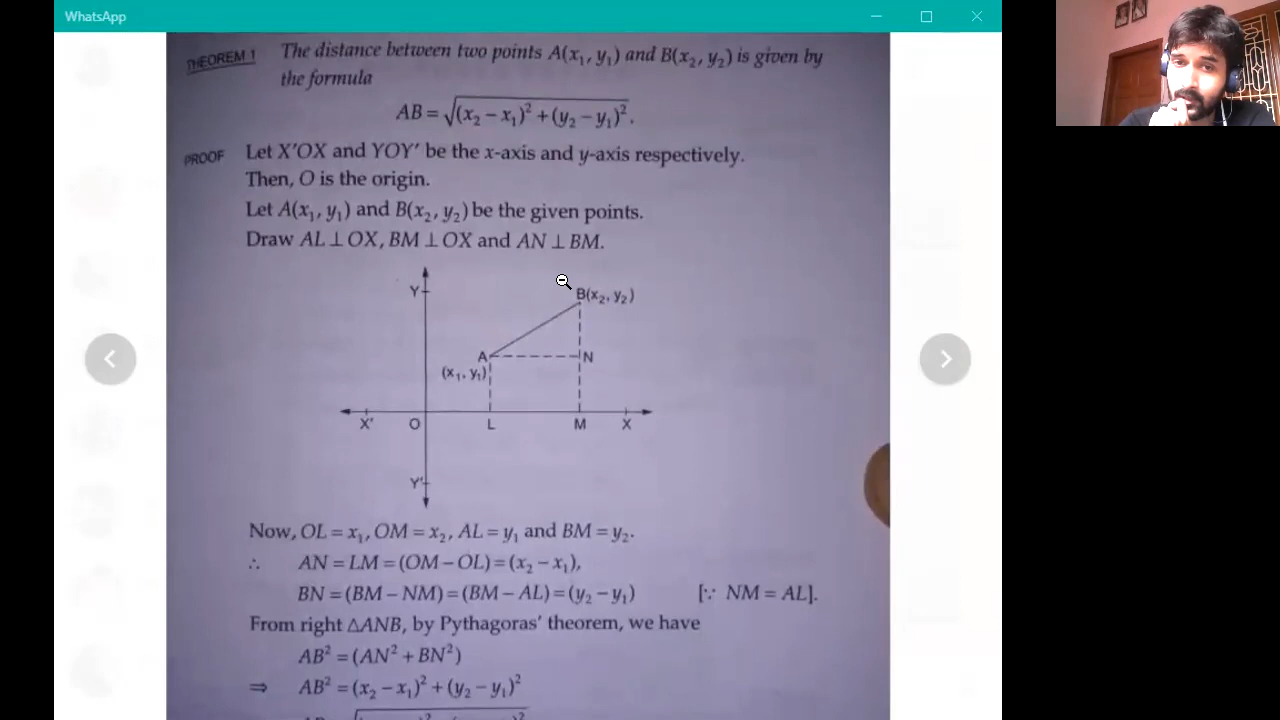 WhatsApp
THEOREM 1 The distance between two points A(x₁, y₁) and B(x₂, y₂) is given by
the formula
AB = √(x₂ − x₁)² + (y₂ − y₁)².
PROOF Let X′OX and YOY′ be the x-axis and y-axis respectively.
Then, O is the origin.
Let A(x₁, y₁) and B(x₂, y₂) be the given points.
Draw AL ⊥ OX, BM ⊥ OX and AN ⊥ BM.
Y
B(x₂, y₂)
A N
(x₁, y₁)
X′ O L M X
Y′
Now, OL = x₁, OM = x₂, AL = y₁ and BM = y₂.
∴ AN = LM = (OM − OL) = (x₂ − x₁),
BN = (BM − NM) = (BM − AL) = (y₂ − y₁) [∵ NM = AL].
From right △ANB, by Pythagoras’ theorem, we have
AB² = (AN² + BN²)
⇒ AB² = (x₂ − x₁)² + (y₂ − y₁)²